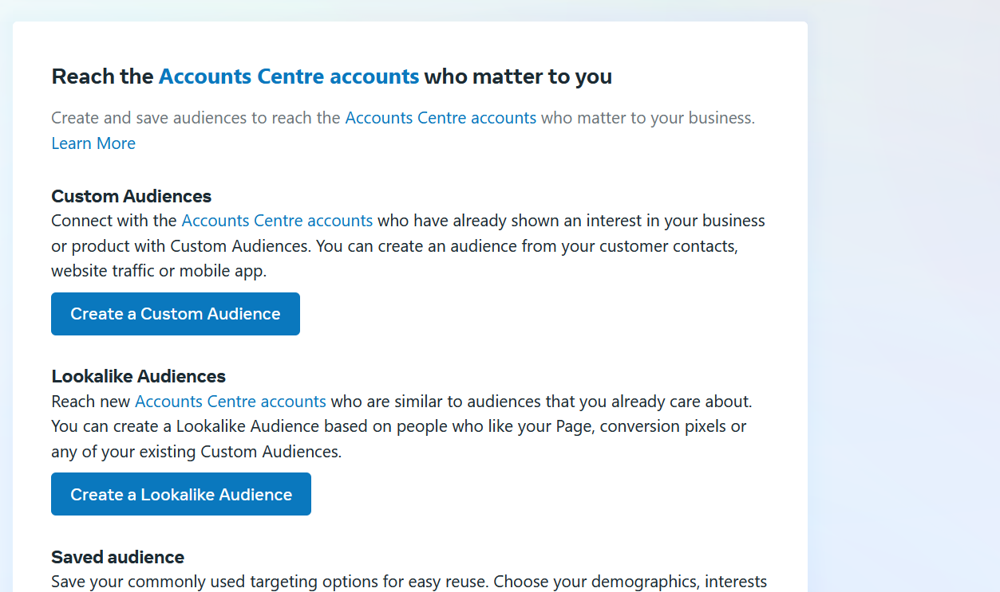 Reach the Accounts Centre accounts who matter to you
Create and save audiences to reach the Accounts Centre accounts who matter to your business.
Learn More
Custom Audiences
Connect with the Accounts Centre accounts who have already shown an interest in your business
or product with Custom Audiences. You can create an audience from your customer contacts,
website traffic or mobile app.
Create a Custom Audience
Lookalike Audiences
Reach new Accounts Centre accounts who are similar to audiences that you already care about.
You can create a Lookalike Audience based on people who like your Page, conversion pixels or
any of your existing Custom Audiences.
Create a Lookalike Audience
Saved audience
Save your commonly used targeting options for easy reuse. Choose your demographics, interests